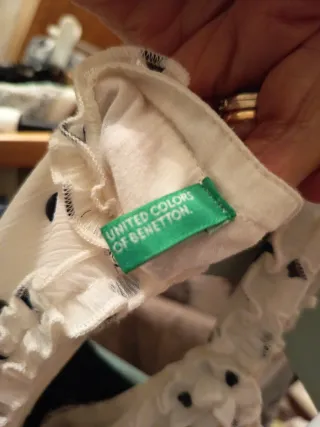 UNITED COLORS
OF BENETTON.